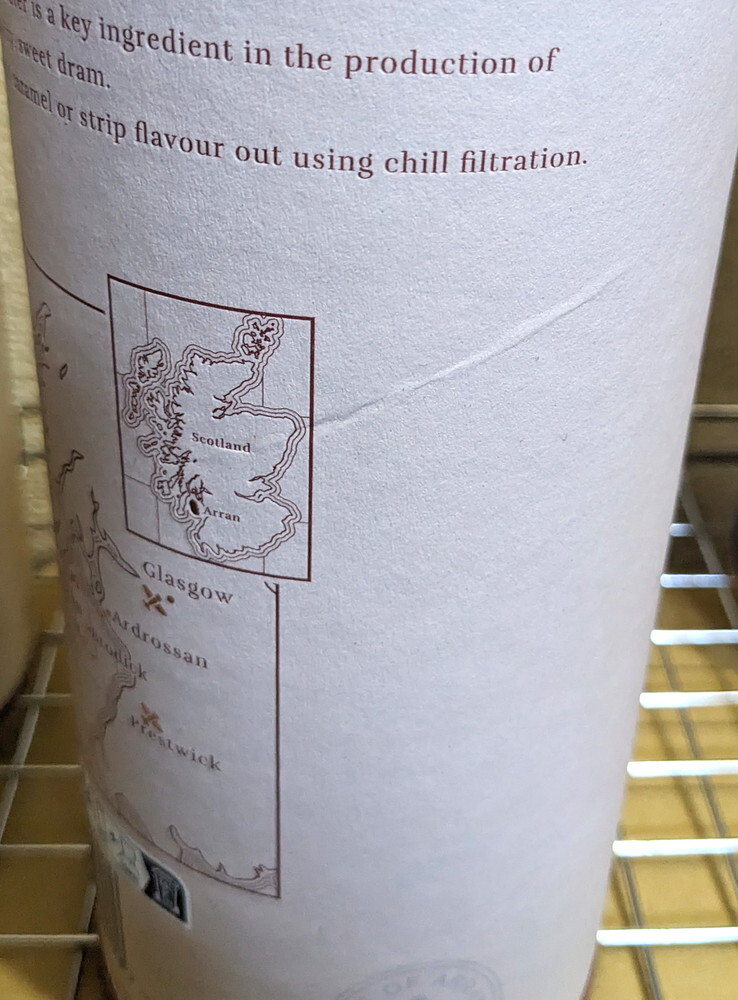 is a key ingredient in the production of
sweet dram.
or strip flavour out using chill filtration.
Scotland
Arran
Glasgow
Ardrossan
Prestwick
OF